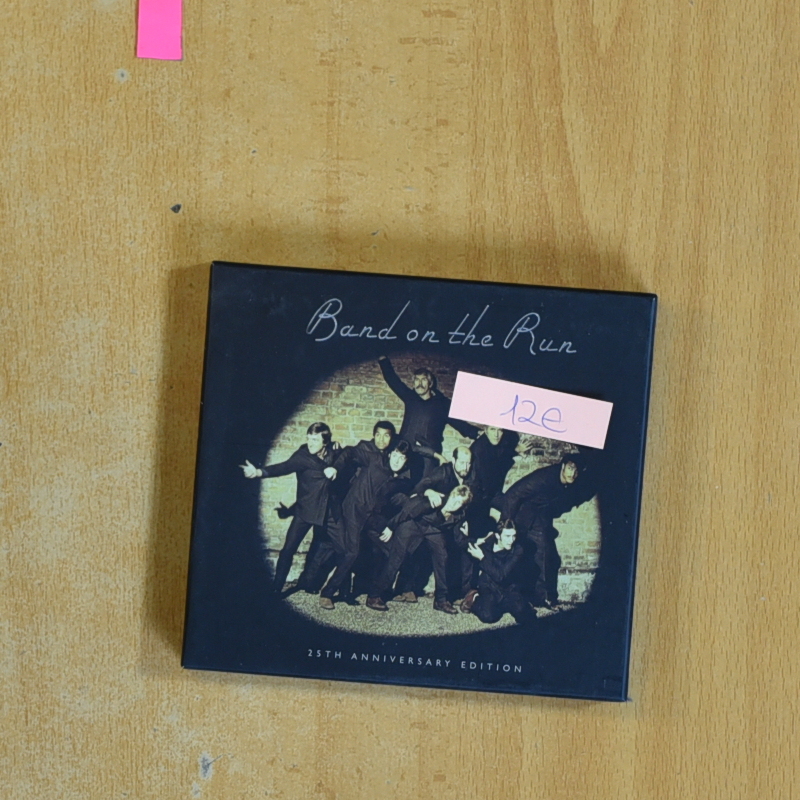 Band on the Run
12e
25TH ANNIVERSARY EDITION